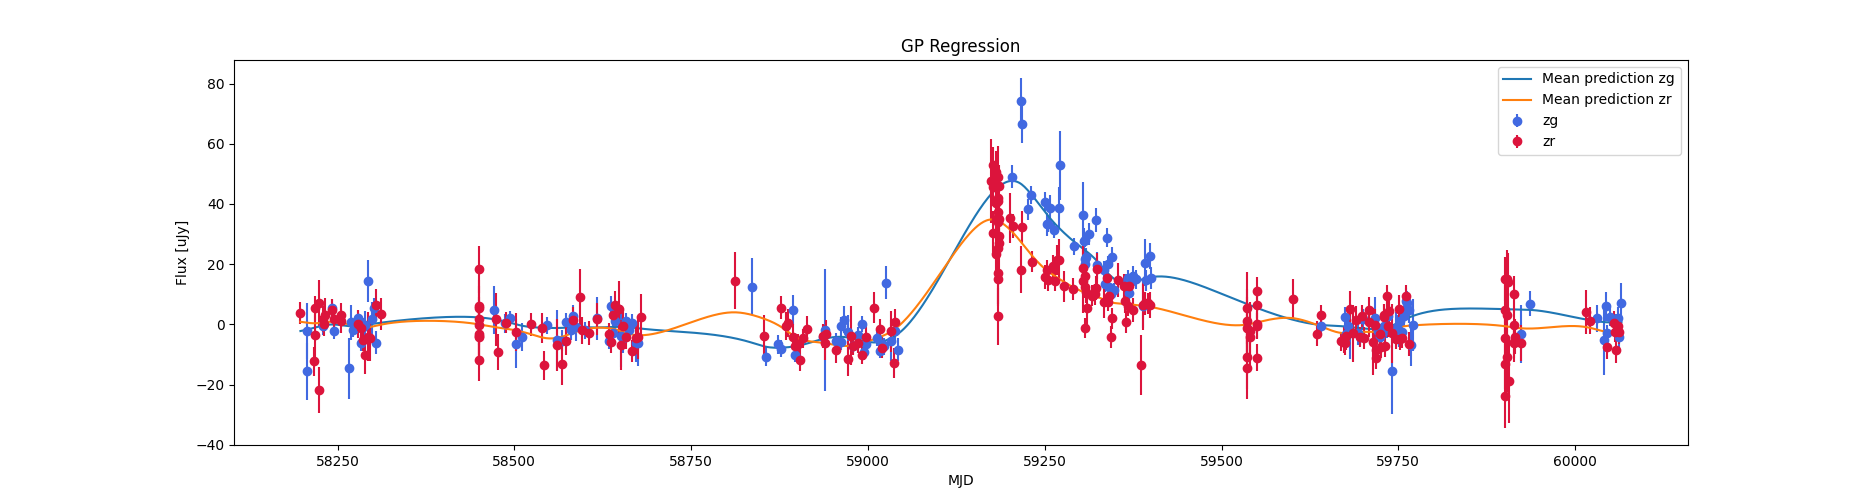 GP Regression
Flux [uJy]
80
60
40
20
0
−20
−40
58250 58500 58750 59000 59250 59500 59750 60000
MJD
Mean prediction zg
Mean prediction zr
zg
zr